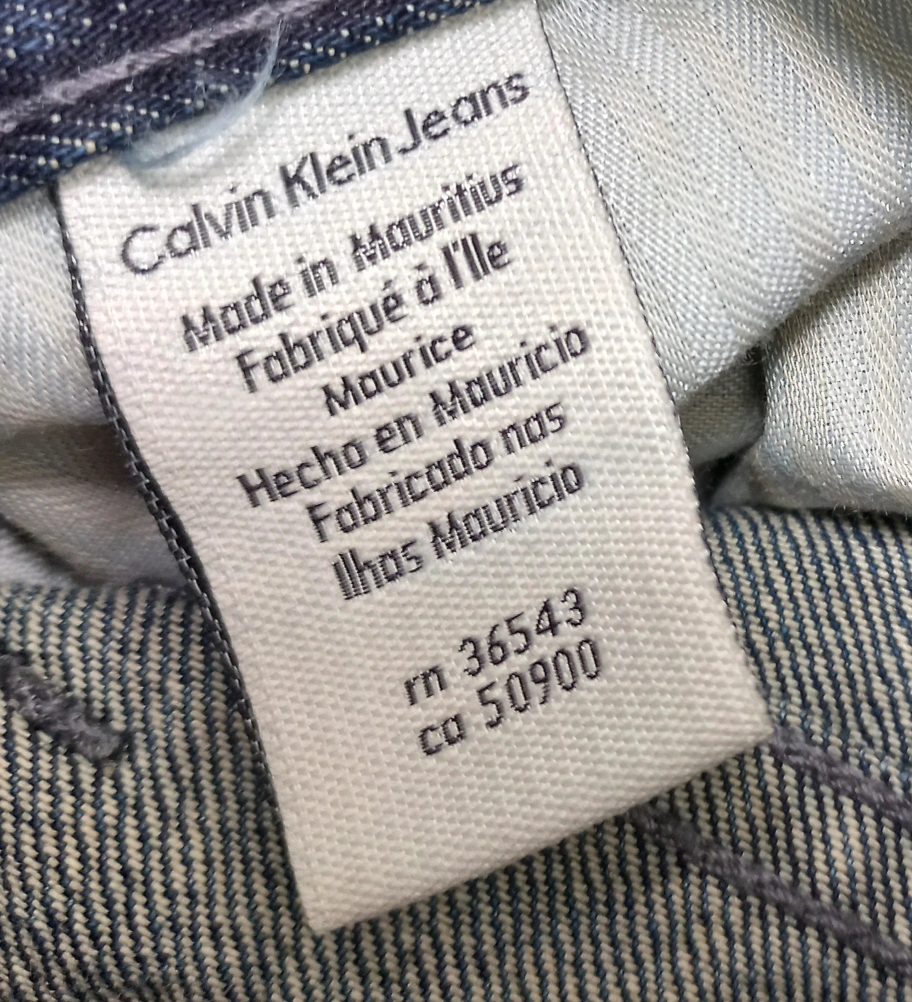 Calvin Klein Jeans
Made in Mauritius
Fabriqué à l'Ile
Maurice
Hecho en Mauricio
Fabricado nas
Ilhas Mauricio
rn 36543
ca 50900